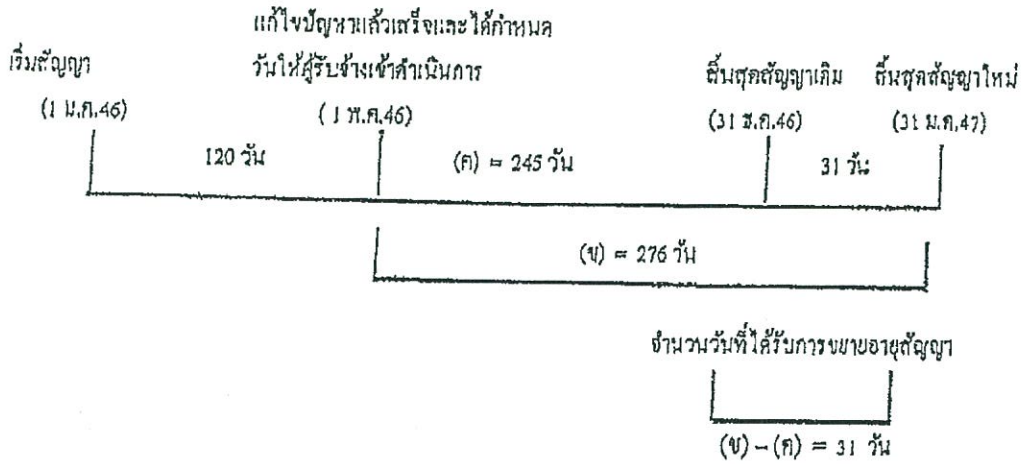 แก้ไขปัญหาแล้วเสร็จและได้กำหนด
วันให้ผู้รับจ้างเข้าดำเนินการ
(1 พ.ค.46)
เริ่มสัญญา
(1 ม.ค.46)
สิ้นสุดสัญญาเดิม
(31 ธ.ค.46)
สิ้นสุดสัญญาใหม่
(31 ม.ค.47)
120 วัน
(ค) = 245 วัน
31 วัน
(ข) = 276 วัน
จำนวนวันที่ได้รับการขยายอายุสัญญา
(ข) – (ค) = 31 วัน